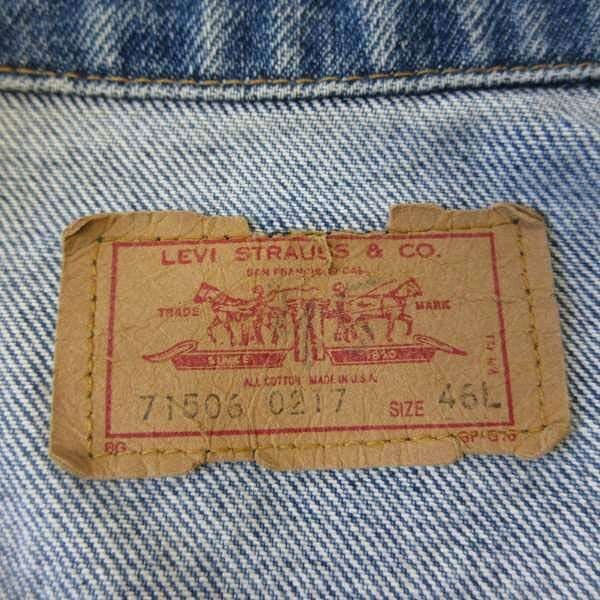 LEVI STRAUSS & CO.
SAN FRANCISCO CAL
TRADE MARK
ALL COTTON MADE IN U.S.A.
71506 0217 SIZE 46L